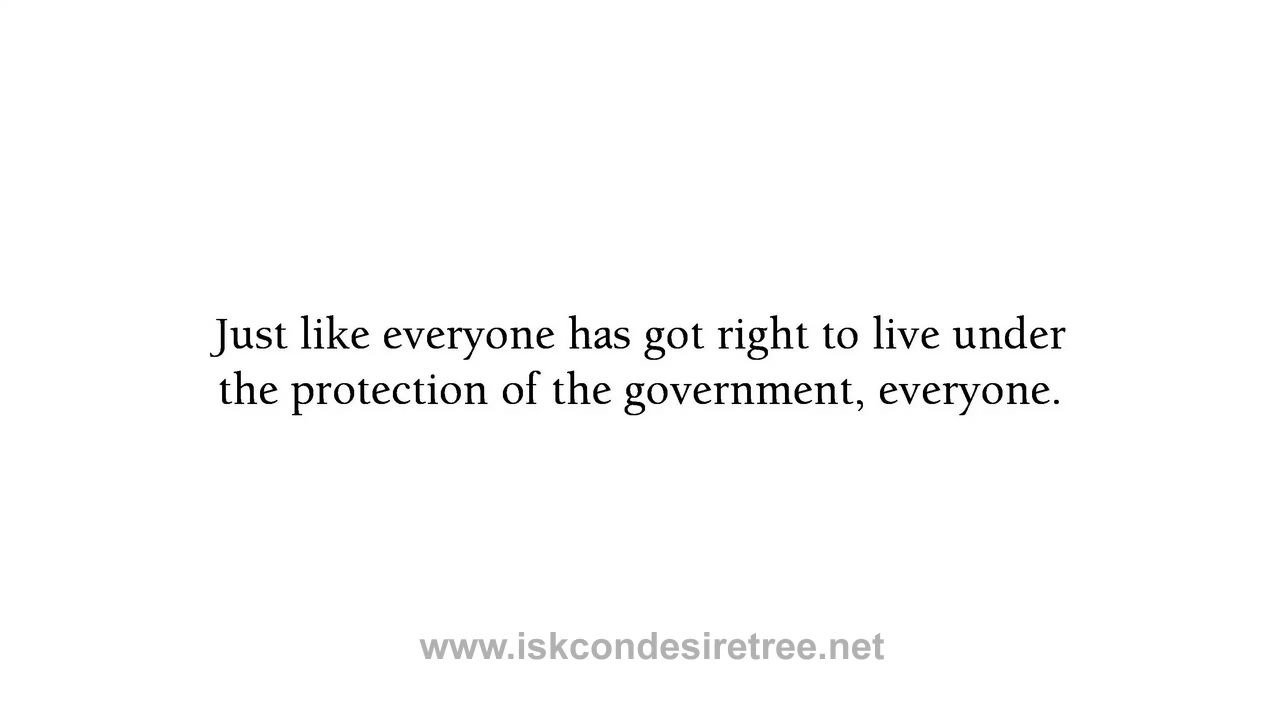 Just like everyone has got right to live under
the protection of the government, everyone.
www.iskcondesiretree.net